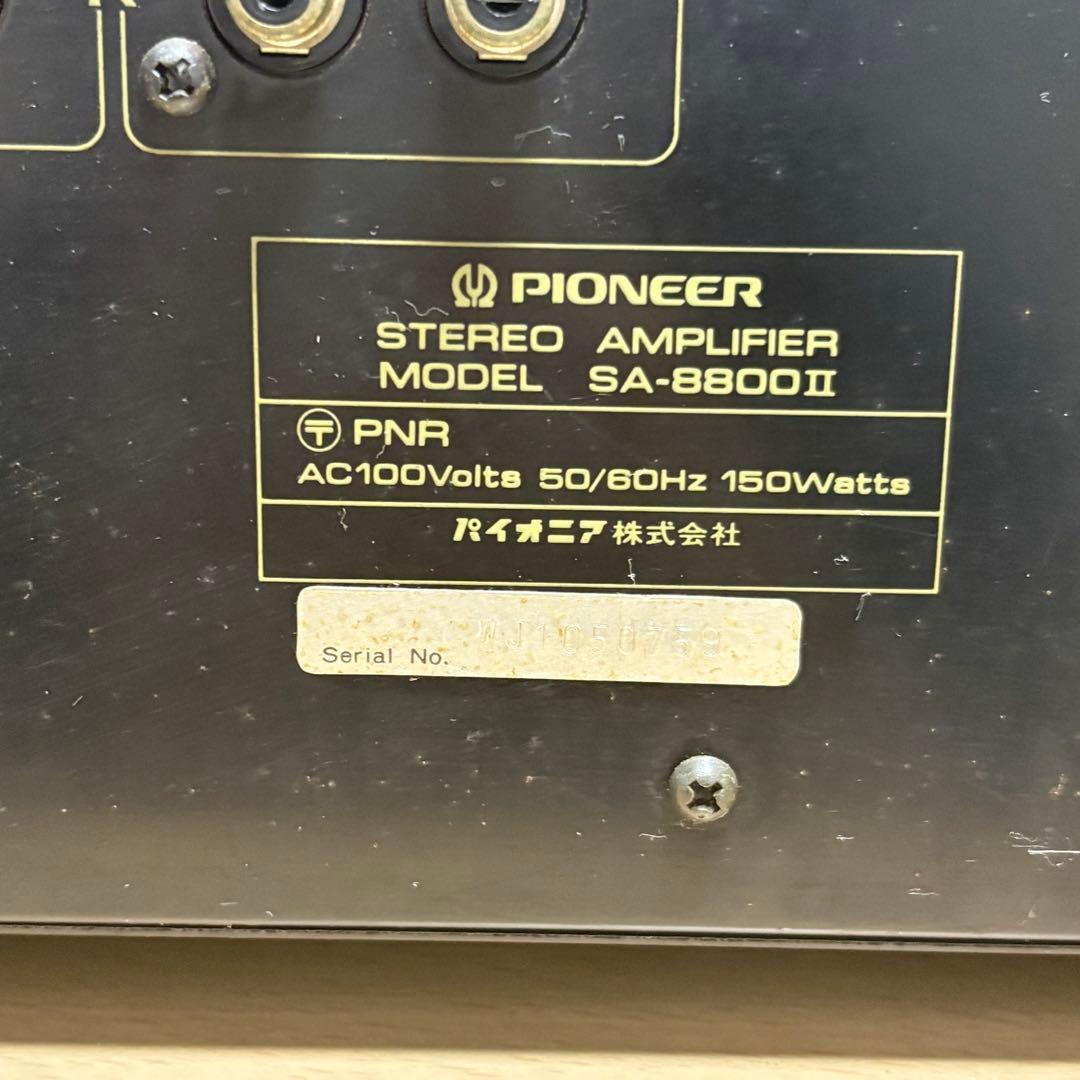 R
PIONEER
STEREO AMPLIFIER
MODEL SA-8800II
〒 PNR
AC100Volts 50/60Hz 150Watts
パイオニア株式会社
Serial No. WJ1050759